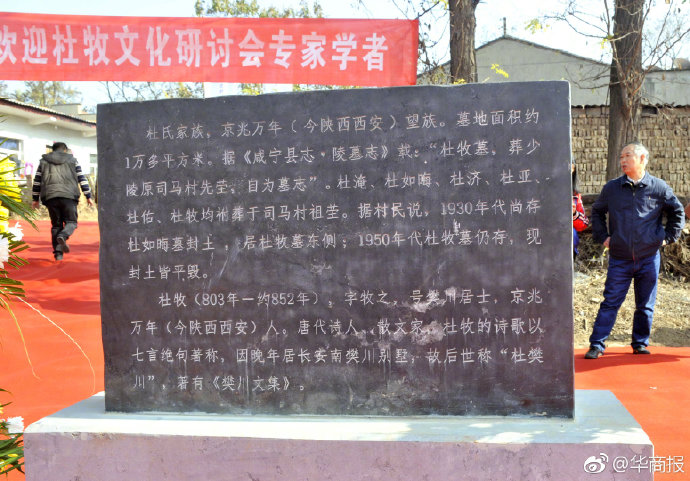 欢迎杜牧文化研讨会专家学者
杜氏家族，京兆万年（今陕西西安）望族。墓地面积约
1万多平方米。据《咸宁县志·陵墓志》载：“杜牧墓，葬少
陵原司马村先茔，自为墓志”。杜淹、杜如晦、杜济、杜亚、
杜佑、杜牧均祔葬于司马村祖茔。据村民说，1930年代尚存
杜如晦墓封土，居杜牧墓东侧；1950年代杜牧墓仍存，现
封土皆平毁。
杜牧（803年—约852年），字牧之，号樊川居士，京兆
万年（今陕西西安）人。唐代诗人、散文家，杜牧的诗歌以
七言绝句著称，因晚年居长安南樊川别墅，故后世称“杜樊
川”，著有《樊川文集》。
@华商报